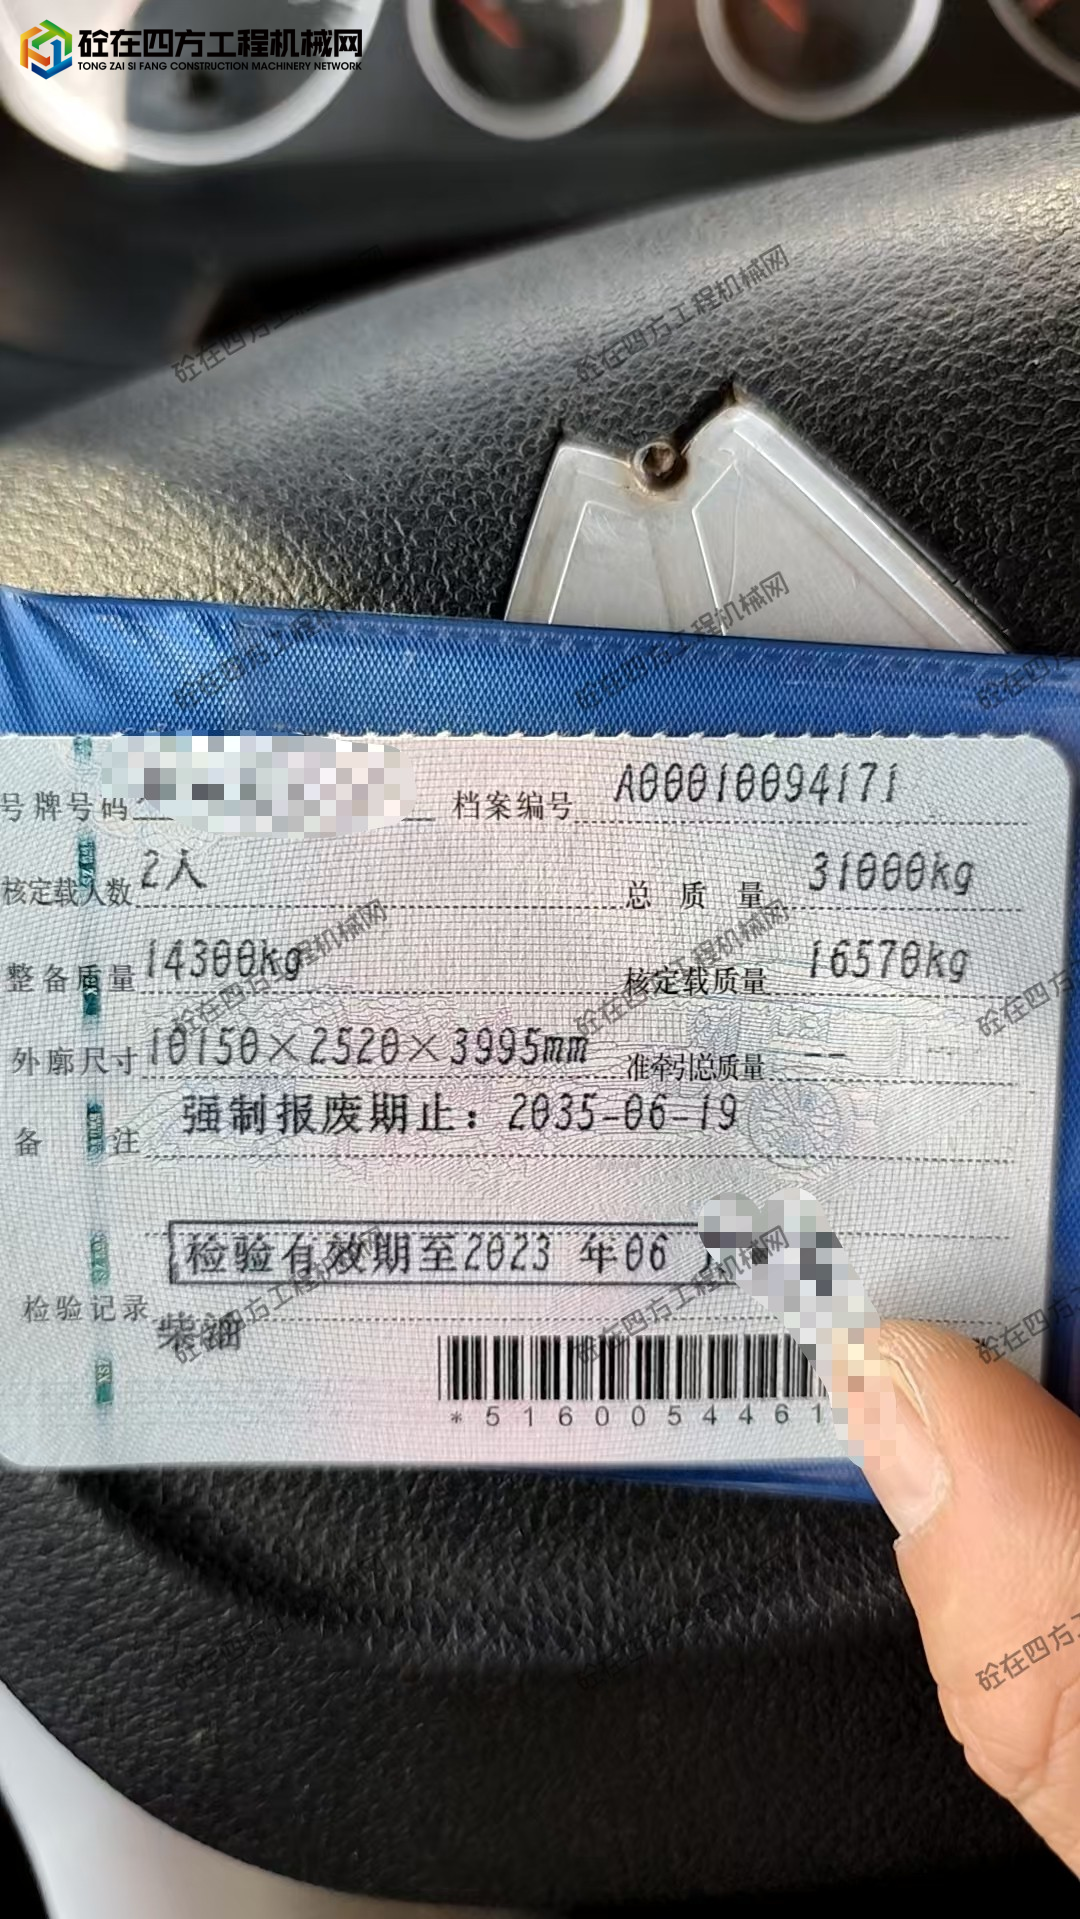 砼在四方工程机械网
TONG ZAI SI FANG CONSTRUCTION MACHINERY NETWORK
号牌号码
档案编号 A00010094171
核定载人数 2人
总质量 31000kg
整备质量 14300kg
核定载质量 16570kg
外廓尺寸 10150×2520×3995mm
准牵引总质量 --
备注 强制报废期止：2035-06-19
检验有效期至2023 年06
检验记录
柴油
*5160054461